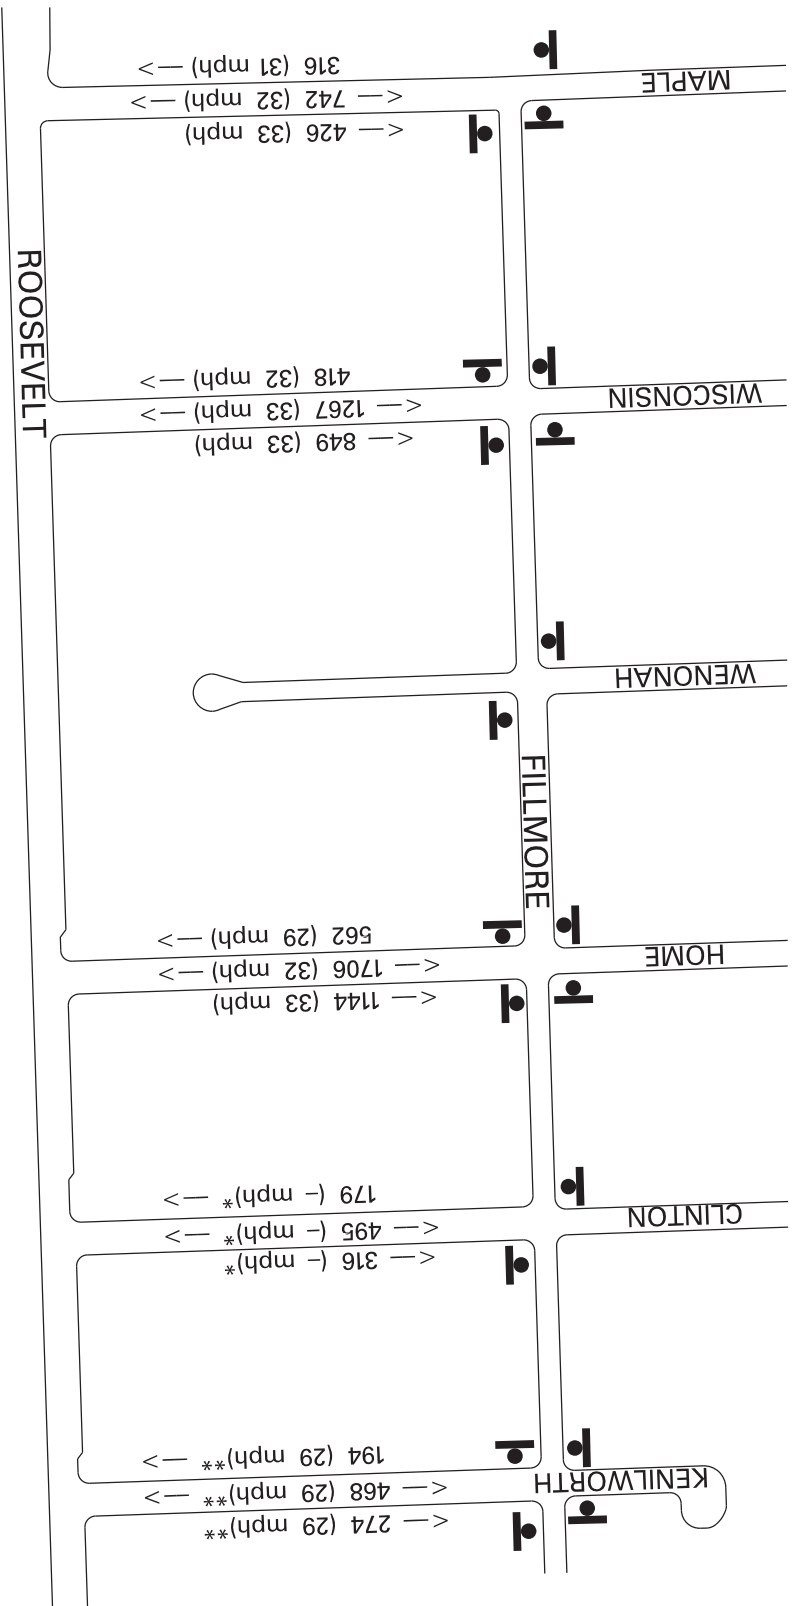 316 (31 mph) —>
MAPLE
<— 742 (32 mph) —>
<— 426 (33 mph)
ROOSEVELT
418 (32 mph) —>
WISCONSIN
<— 1267 (33 mph) —>
<— 849 (33 mph)
WENONAH
FILLMORE
562 (29 mph) —>
HOME
<— 1706 (32 mph) —>
<— 1144 (33 mph)
179 (– mph)* —>
CLINTON
<— 495 (– mph)* —>
<— 316 (– mph)*
194 (29 mph)** —>
KENILWORTH
<— 468 (29 mph)** —>
<— 274 (29 mph)**